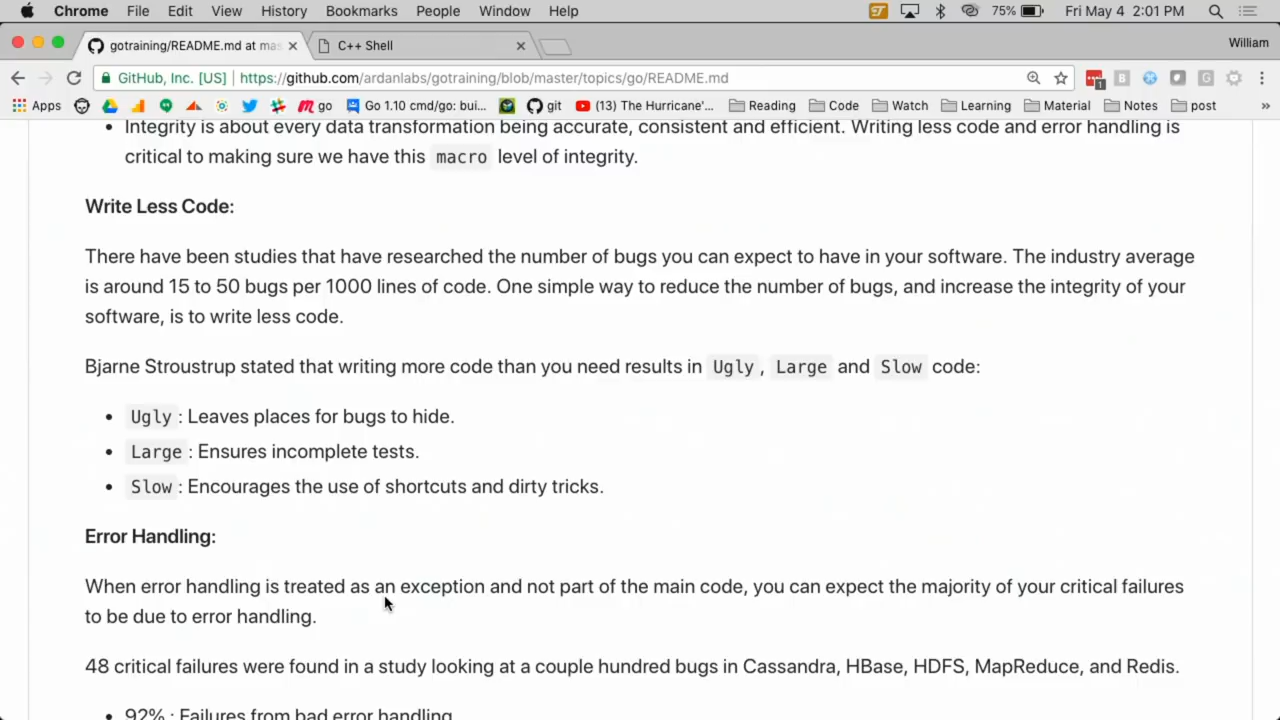 Chrome File Edit View History Bookmarks People Window Help 75% Fri May 4 2:01 PM
gotraining/README.md at mas C++ Shell William
GitHub, Inc. [US] https://github.com/ardanlabs/gotraining/blob/master/topics/go/README.md
Apps go Go 1.10 cmd/go: bui... git (13) The Hurricane'... Reading Code Watch Learning Material Notes post »
• Integrity is about every data transformation being accurate, consistent and efficient. Writing less code and error handling is
critical to making sure we have this macro level of integrity.
Write Less Code:
There have been studies that have researched the number of bugs you can expect to have in your software. The industry average
is around 15 to 50 bugs per 1000 lines of code. One simple way to reduce the number of bugs, and increase the integrity of your
software, is to write less code.
Bjarne Stroustrup stated that writing more code than you need results in Ugly, Large and Slow code:
• Ugly: Leaves places for bugs to hide.
• Large: Ensures incomplete tests.
• Slow: Encourages the use of shortcuts and dirty tricks.
Error Handling:
When error handling is treated as an exception and not part of the main code, you can expect the majority of your critical failures
to be due to error handling.
48 critical failures were found in a study looking at a couple hundred bugs in Cassandra, HBase, HDFS, MapReduce, and Redis.
• 92%: Failures from bad error handling